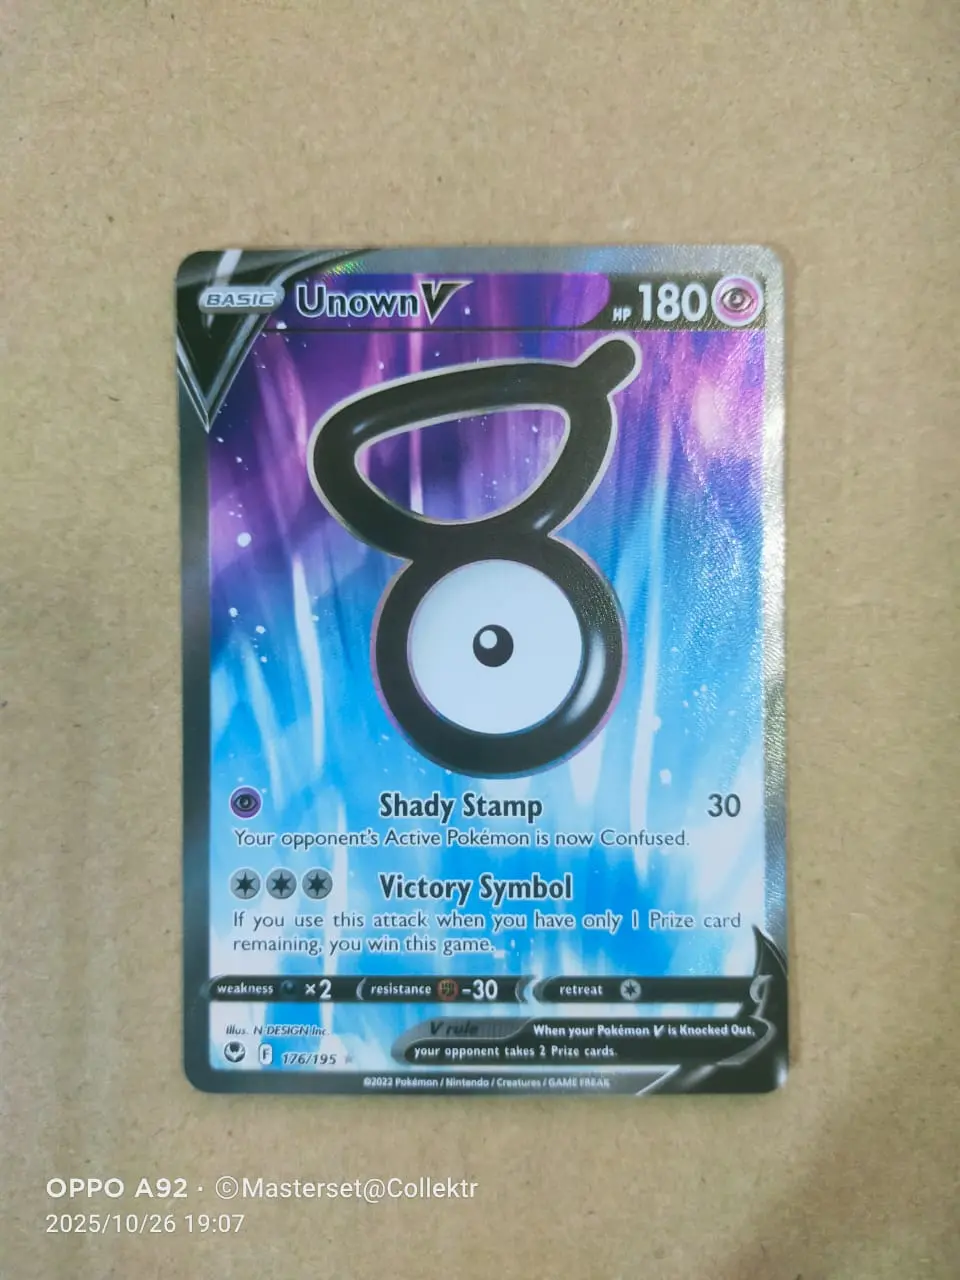 BASIC UnownV HP 180
Shady Stamp 30
Your opponent's Active Pokémon is now Confused.
Victory Symbol
If you use this attack when you have only 1 Prize card
remaining, you win this game.
weakness ×2 resistance -30 retreat
Illus. N-DESIGN Inc.
V rule When your Pokémon V is Knocked Out,
your opponent takes 2 Prize cards.
F 176/195
©2022 Pokémon / Nintendo / Creatures / GAME FREAK
OPPO A92 · ©Masterset@Collektr
2025/10/26 19:07